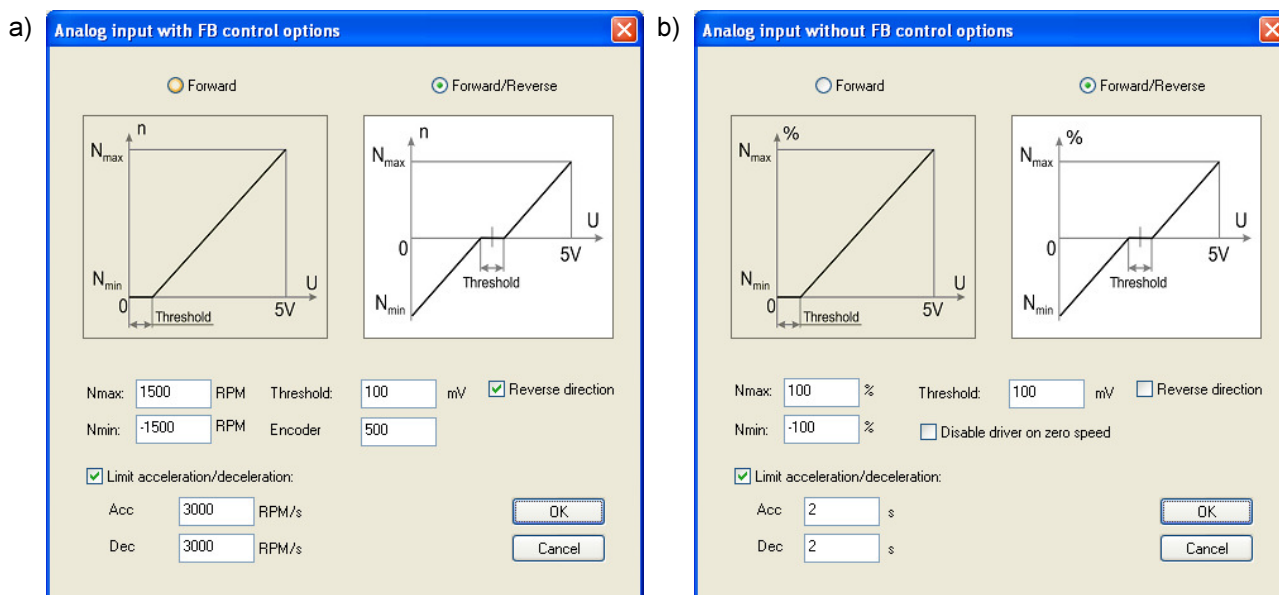 a)
Analog input with FB control options
Forward
Forward/Reverse
n
Nmax
Nmin
0
U
5V
Threshold
n
Nmax
0
U
5V
Threshold
Nmin
Nmax: 1500 RPM Threshold: 100 mV Reverse direction
Nmin: -1500 RPM Encoder 500
Limit acceleration/deceleration:
Acc 3000 RPM/s OK
Dec 3000 RPM/s Cancel
b)
Analog input without FB control options
Forward
Forward/Reverse
%
Nmax
Nmin
0
U
5V
Threshold
%
Nmax
0
U
5V
Threshold
Nmin
Nmax: 100 % Threshold: 100 mV Reverse direction
Nmin: -100 % Disable driver on zero speed
Limit acceleration/deceleration:
Acc 2 s OK
Dec 2 s Cancel